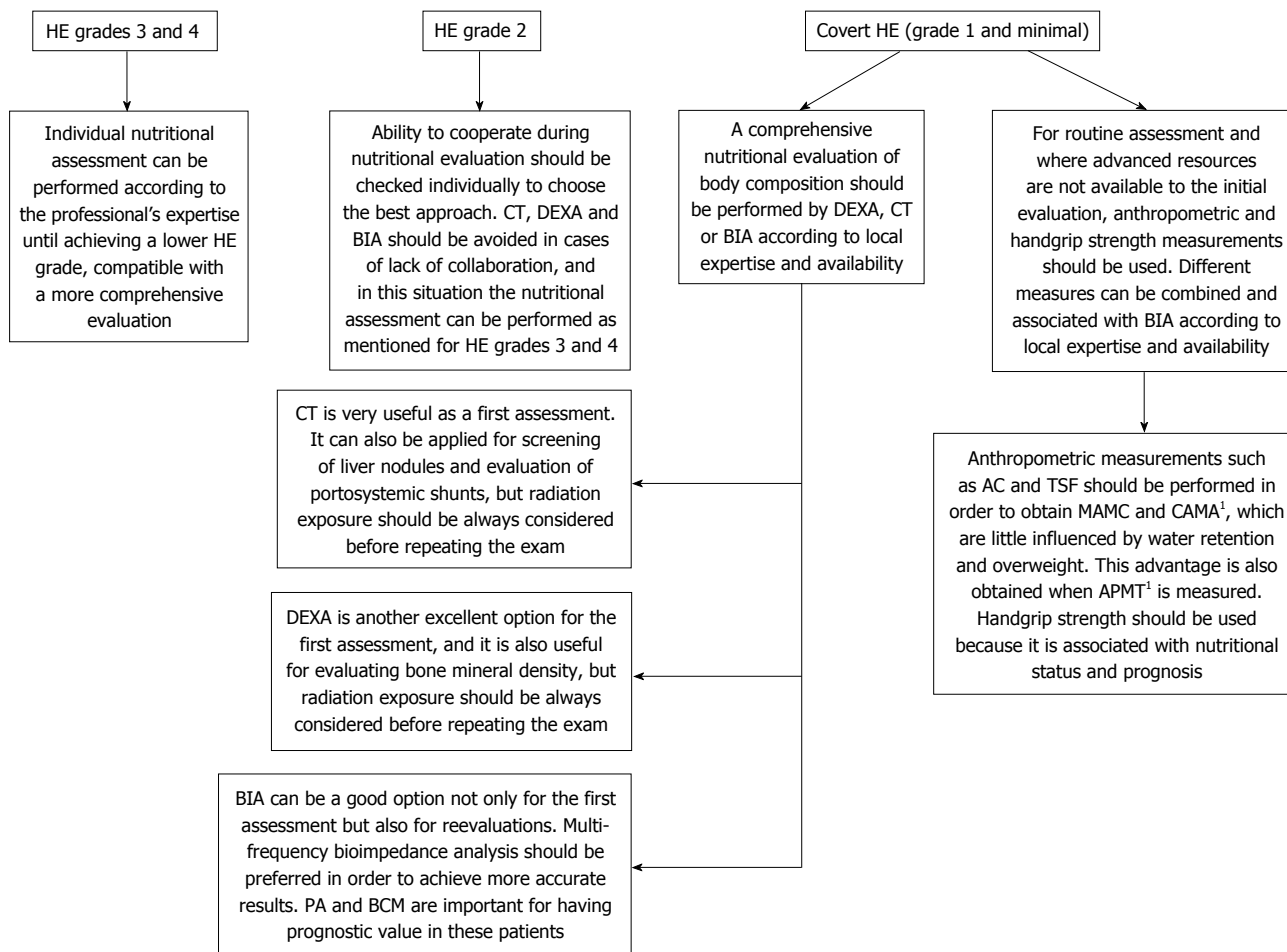 HE grades 3 and 4
HE grade 2
Covert HE (grade 1 and minimal)
Individual nutritional
assessment can be
performed according to
the professional’s expertise
until achieving a lower HE
grade, compatible with
a more comprehensive
evaluation
Ability to cooperate during
nutritional evaluation should be
checked individually to choose
the best approach. CT, DEXA and
BIA should be avoided in cases
of lack of collaboration, and
in this situation the nutritional
assessment can be performed as
mentioned for HE grades 3 and 4
A comprehensive
nutritional evaluation of
body composition should
be performed by DEXA, CT
or BIA according to local
expertise and availability
For routine assessment and
where advanced resources
are not available to the initial
evaluation, anthropometric and
handgrip strength measurements
should be used. Different
measures can be combined and
associated with BIA according to
local expertise and availability
CT is very useful as a first assessment.
It can also be applied for screening
of liver nodules and evaluation of
portosystemic shunts, but radiation
exposure should be always considered
before repeating the exam
Anthropometric measurements such
as AC and TSF should be performed in
order to obtain MAMC and CAMA¹, which
are little influenced by water retention
and overweight. This advantage is also
obtained when APMT¹ is measured.
Handgrip strength should be used
because it is associated with nutritional
status and prognosis
DEXA is another excellent option for the
first assessment, and it is also useful
for evaluating bone mineral density, but
radiation exposure should be always
considered before repeating the exam
BIA can be a good option not only for the first
assessment but also for reevaluations. Multi-
frequency bioimpedance analysis should be
preferred in order to achieve more accurate
results. PA and BCM are important for having
prognostic value in these patients